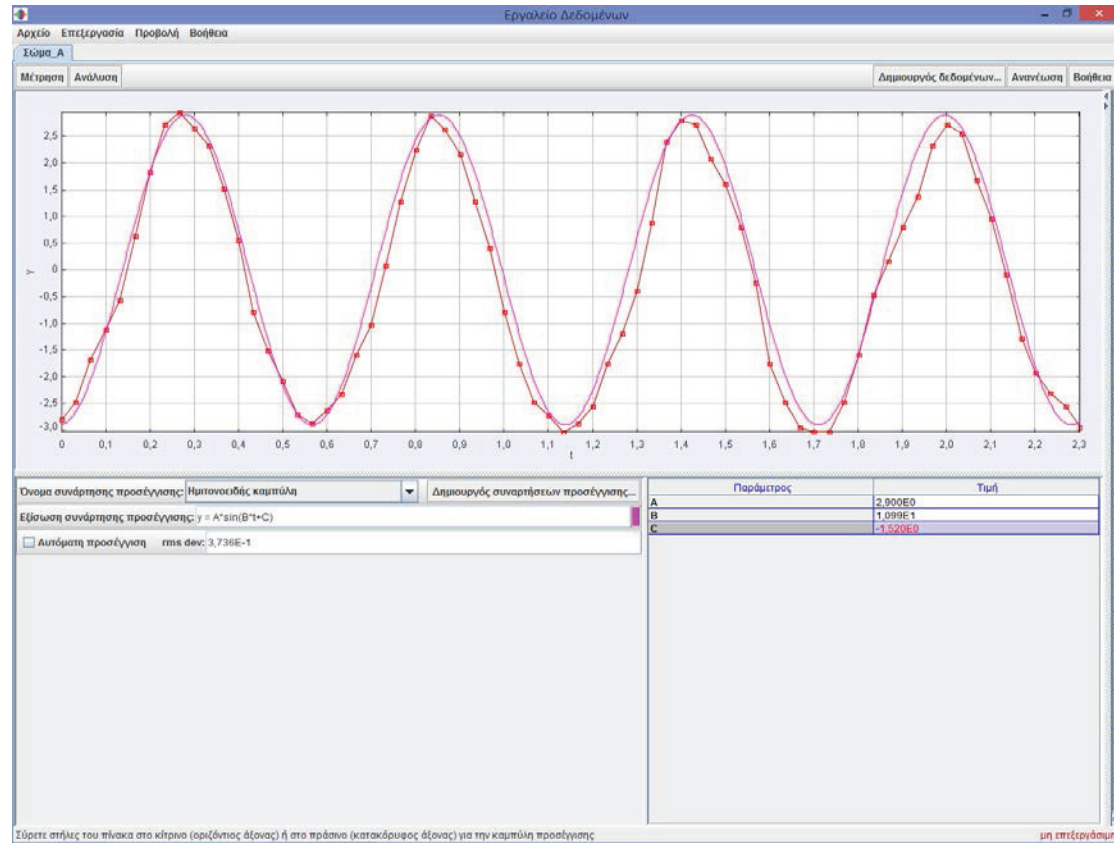 Εργαλείο Δεδομένων
Αρχείο Επεξεργασία Προβολή Βοήθεια
Σώμα_Α
Μέτρηση Ανάλυση Δημιουργός δεδομένων... Ανανέωση Βοήθεια
2,5
2,0
1,5
1,0
0,5
0
-0,5
-1,0
-1,5
-2,0
2,5
-3,0
Y
0 0,1 0,2 0,3 0,4 0,5 0,6 0,7 0,8 0,9 1,0 1,1 1,2 1,3 1,4 1,5 1,6 1,7 1,8 1,9 2,0 2,1 2,2 2,3
t
Όνομα συνάρτησης προσέγγισης: Ημιτονοειδής καμπύλη Δημιουργός συναρτήσεων προσέγγισης...
Εξίσωση συνάρτησης προσέγγισης: y = A*sin(B*t+C)
Αυτόματη προσέγγιση rms dev: 3,736E-1
Παράμετρος Τιμή
A 2,900E0
B 1,099E1
C -1,520E0
Σύρετε στήλες του πίνακα στο κίτρινο (οριζόντιος άξονας) ή στο πράσινο (κατακόρυφος άξονας) για την καμπύλη προσέγγισης